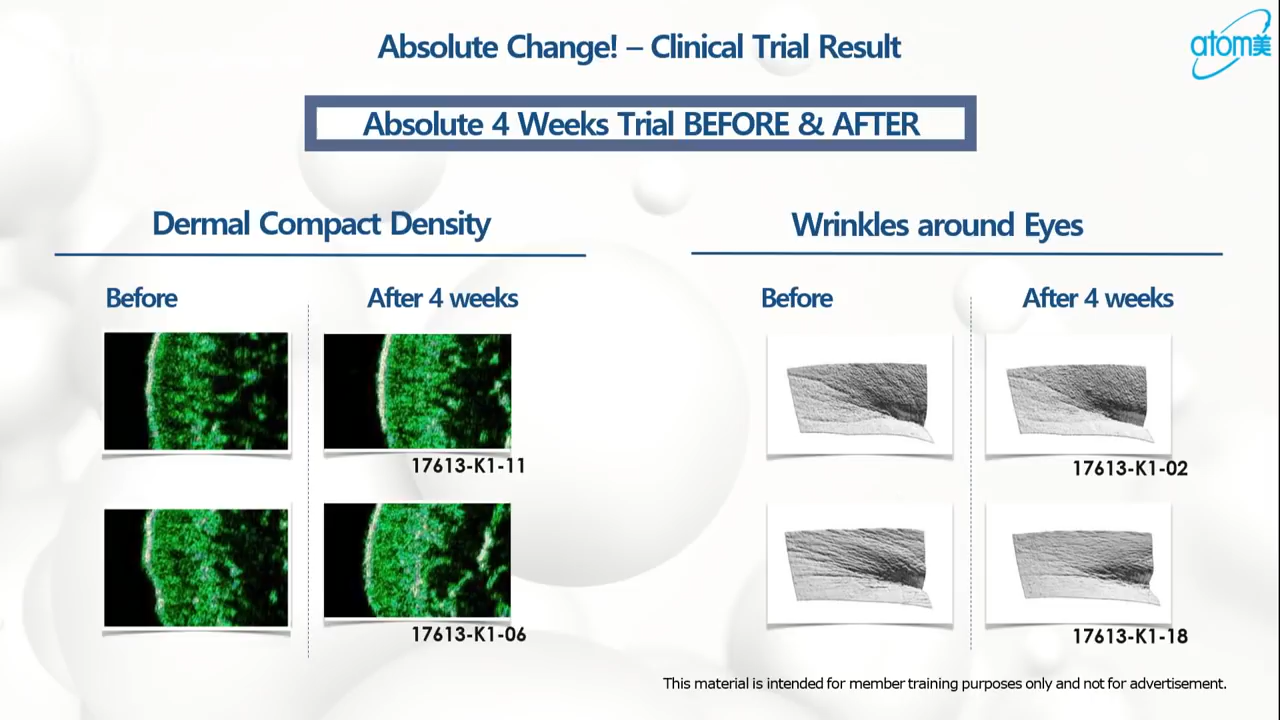 Absolute Change! – Clinical Trial Result
atom美
Absolute 4 Weeks Trial BEFORE & AFTER
Dermal Compact Density
Before
After 4 weeks
17613-K1-11
17613-K1-06
Wrinkles around Eyes
Before
After 4 weeks
17613-K1-02
17613-K1-18
This material is intended for member training purposes only and not for advertisement.